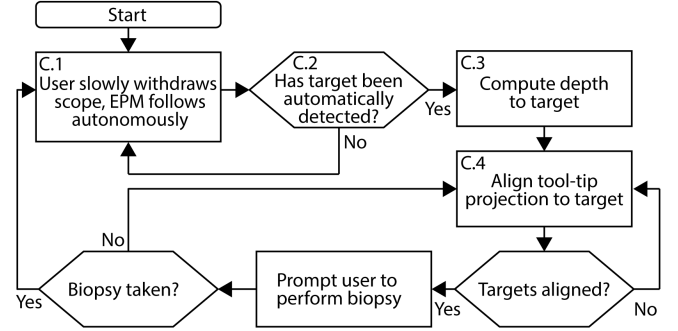 Start
C.1
User slowly withdraws
scope, EPM follows
autonomously
C.2
Has target been
automatically
detected?
Yes
No
C.3
Compute depth
to target
C.4
Align tool-tip
projection to target
No
Biopsy taken?
Yes
Prompt user to
perform biopsy
Yes
Targets aligned?
No